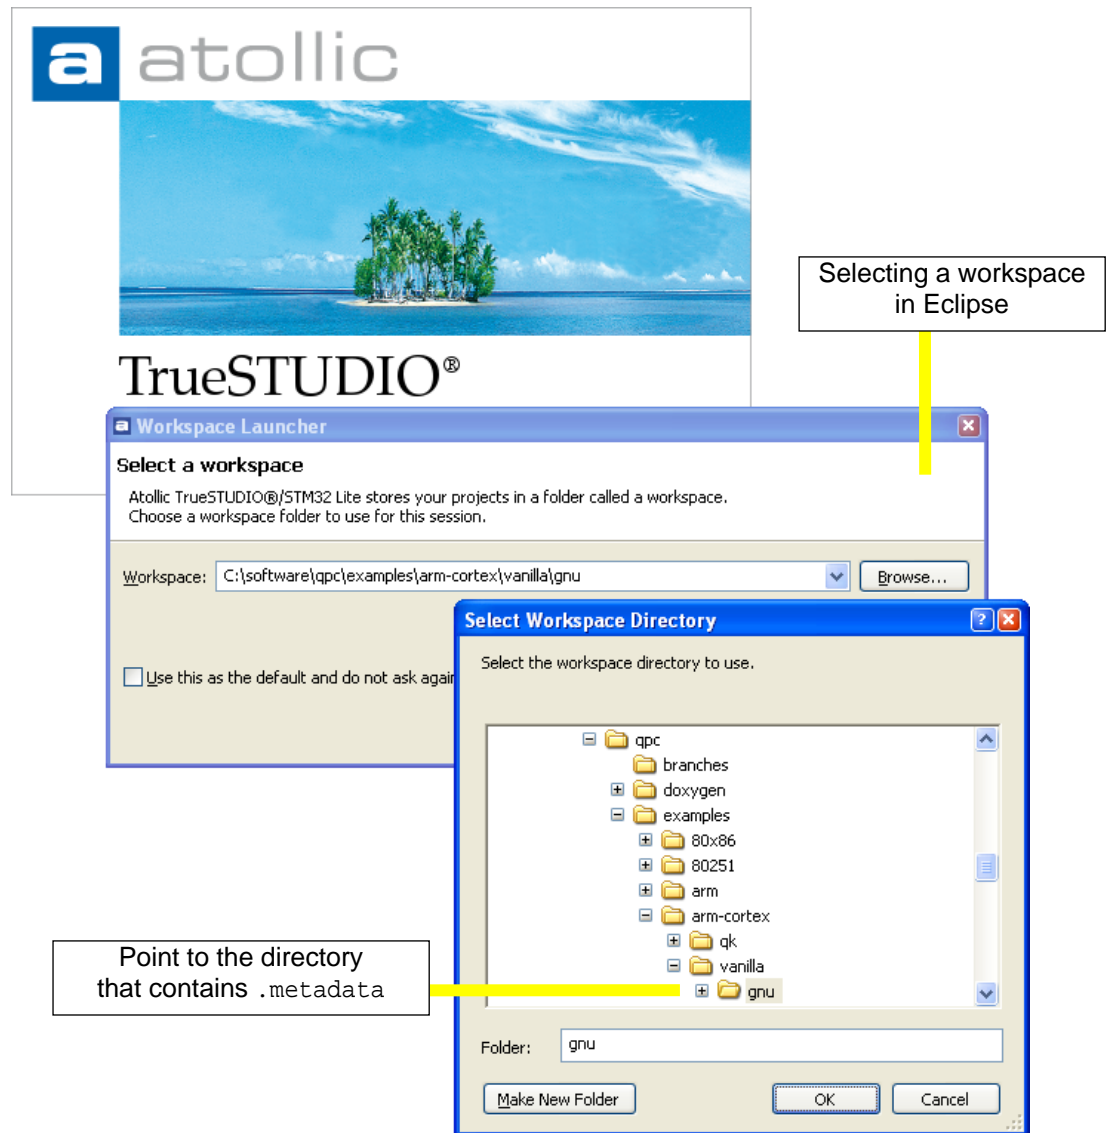 a atollic
TrueSTUDIO®
Selecting a workspace
in Eclipse
Workspace Launcher
Select a workspace
Atollic TrueSTUDIO®/STM32 Lite stores your projects in a folder called a workspace.
Choose a workspace folder to use for this session.
Workspace: C:\software\qpc\examples\arm-cortex\vanilla\gnu Browse...
Use this as the default and do not ask again
Select Workspace Directory
Select the workspace directory to use.
qpc
branches
doxygen
examples
80x86
80251
arm
arm-cortex
qk
vanilla
gnu
Point to the directory
that contains .metadata
Folder: gnu
Make New Folder OK Cancel